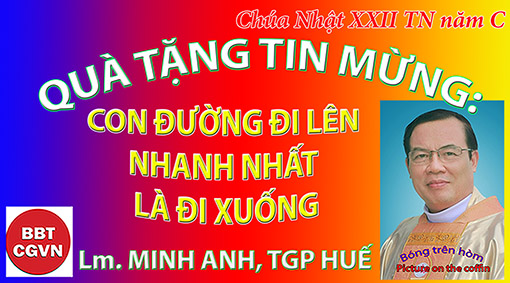 Chúa Nhật XXII TN năm C
QUÀ TẶNG TIN MỪNG:
CON ĐƯỜNG ĐI LÊN
NHANH NHẤT
LÀ ĐI XUỐNG
BBT
CGVN
Lm. MINH ANH, TGP HUẾ
Bóng trên hòm
Picture on the coffin